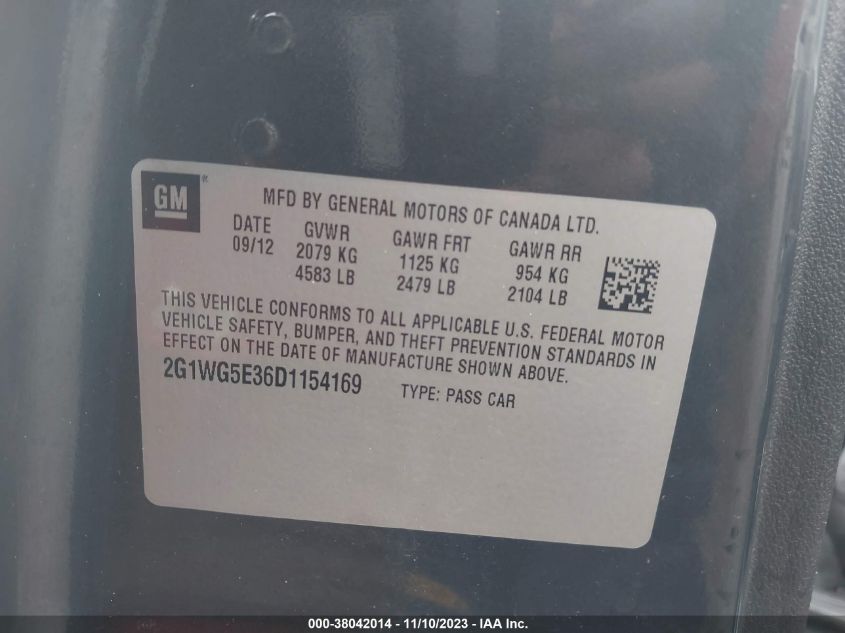 GM®
MFD BY GENERAL MOTORS OF CANADA LTD.
DATE GVWR GAWR FRT GAWR RR
09/12 2079 KG 1125 KG 954 KG
4583 LB 2479 LB 2104 LB
THIS VEHICLE CONFORMS TO ALL APPLICABLE U.S. FEDERAL MOTOR
VEHICLE SAFETY, BUMPER, AND THEFT PREVENTION STANDARDS IN
EFFECT ON THE DATE OF MANUFACTURE SHOWN ABOVE.
2G1WG5E36D1154169 TYPE: PASS CAR
000-38042014 - 11/10/2023 - IAA Inc.